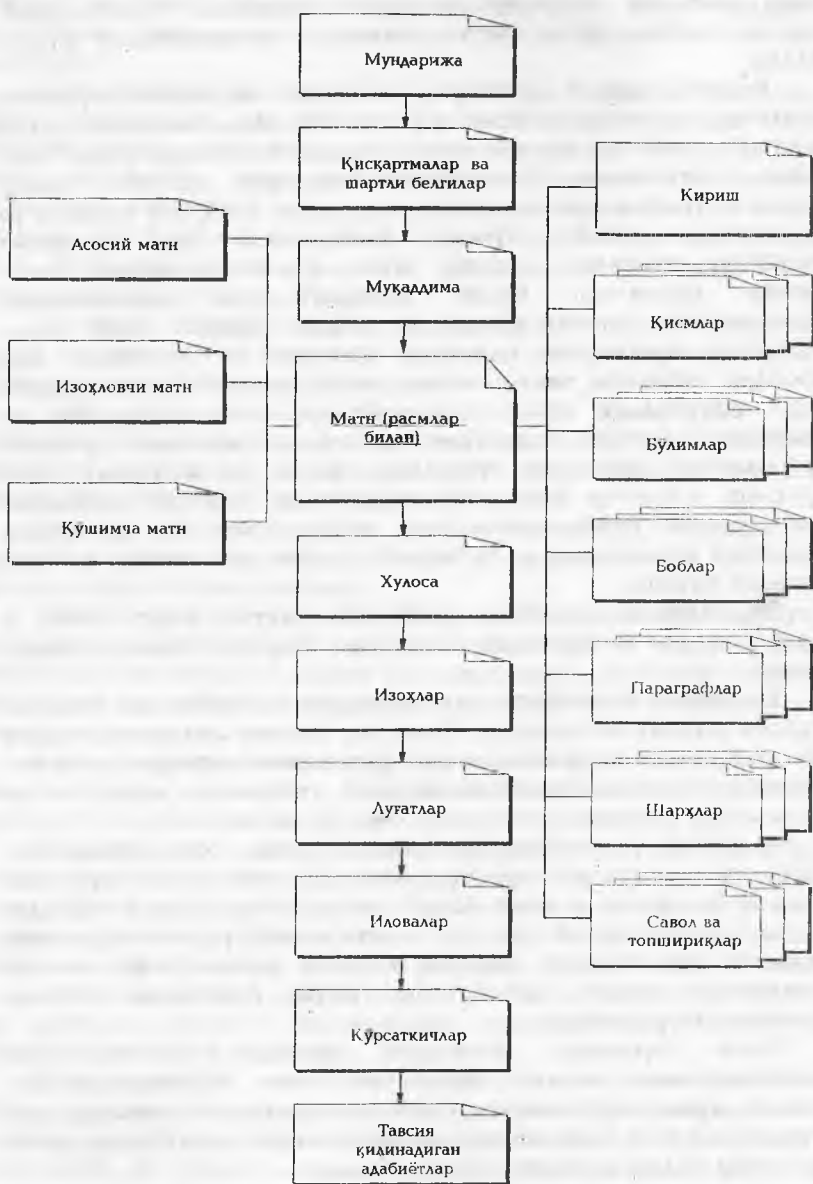 Мундарижа
Қисқартмалар ва
шартли белгилар
Муқаддима
Матн (расмлар
билан)
Хулоса
Изоҳлар
Луғатлар
Иловалар
Кўрсаткичлар
Тавсия
қилинадиган
адабиётлар
Асосий матн
Изоҳловчи матн
Қўшимча матн
Кириш
Қисмлар
Бўлимлар
Боблар
Параграфлар
Шарҳлар
Савол ва
топшириқлар